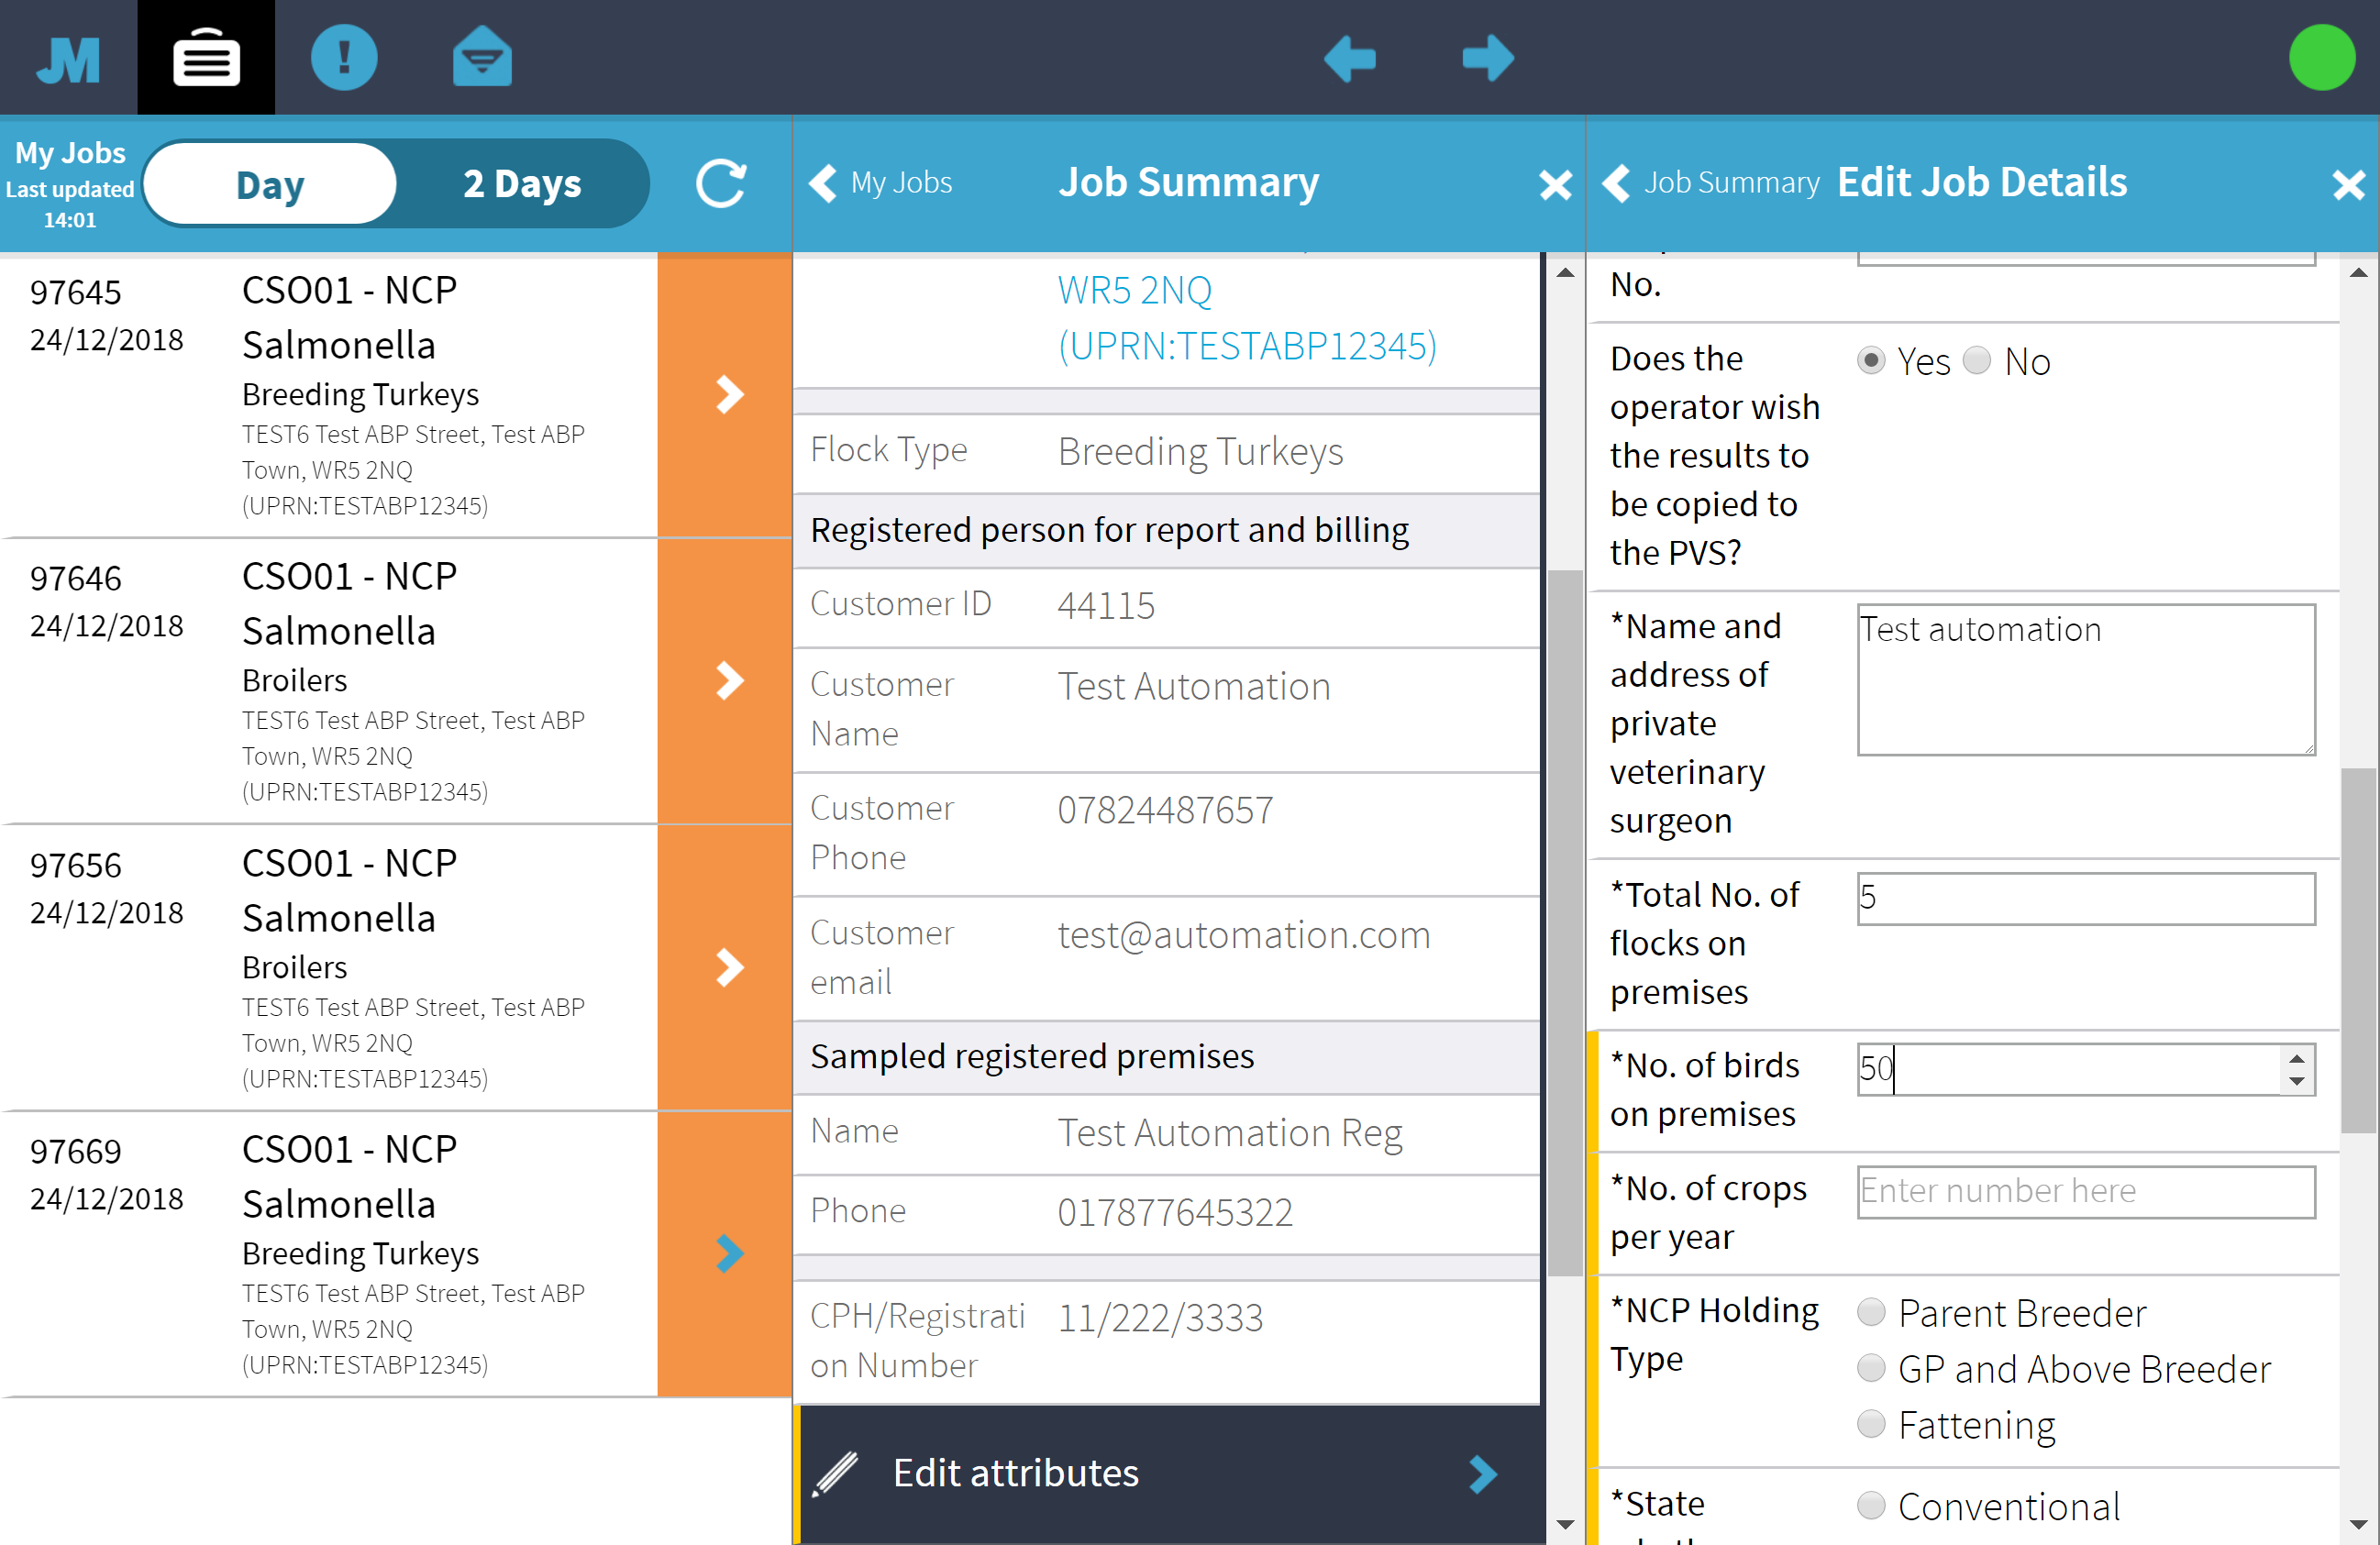 JM
!
My Jobs
Last updated
14:01
Day
2 Days
97645
24/12/2018
CSO01 - NCP
Salmonella
Breeding Turkeys
TEST6 Test ABP Street, Test ABP
Town, WR5 2NQ
(UPRN:TESTABP12345)
97646
24/12/2018
CSO01 - NCP
Salmonella
Broilers
TEST6 Test ABP Street, Test ABP
Town, WR5 2NQ
(UPRN:TESTABP12345)
97656
24/12/2018
CSO01 - NCP
Salmonella
Broilers
TEST6 Test ABP Street, Test ABP
Town, WR5 2NQ
(UPRN:TESTABP12345)
97669
24/12/2018
CSO01 - NCP
Salmonella
Breeding Turkeys
TEST6 Test ABP Street, Test ABP
Town, WR5 2NQ
(UPRN:TESTABP12345)
My Jobs
Job Summary
WR5 2NQ
(UPRN:TESTABP12345)
Flock Type
Breeding Turkeys
Registered person for report and billing
Customer ID
44115
Customer
Name
Test Automation
Customer
Phone
07824487657
Customer
email
test@automation.com
Sampled registered premises
Name
Test Automation Reg
Phone
017877645322
CPH/Registrati
on Number
11/222/3333
Edit attributes
Job Summary
Edit Job Details
No.
Does the
operator wish
the results to
be copied to
the PVS?
Yes
No
*Name and
address of
private
veterinary
surgeon
Test automation
*Total No. of
flocks on
premises
5
*No. of birds
on premises
50
*No. of crops
per year
Enter number here
*NCP Holding
Type
Parent Breeder
GP and Above Breeder
Fattening
*State
Conventional